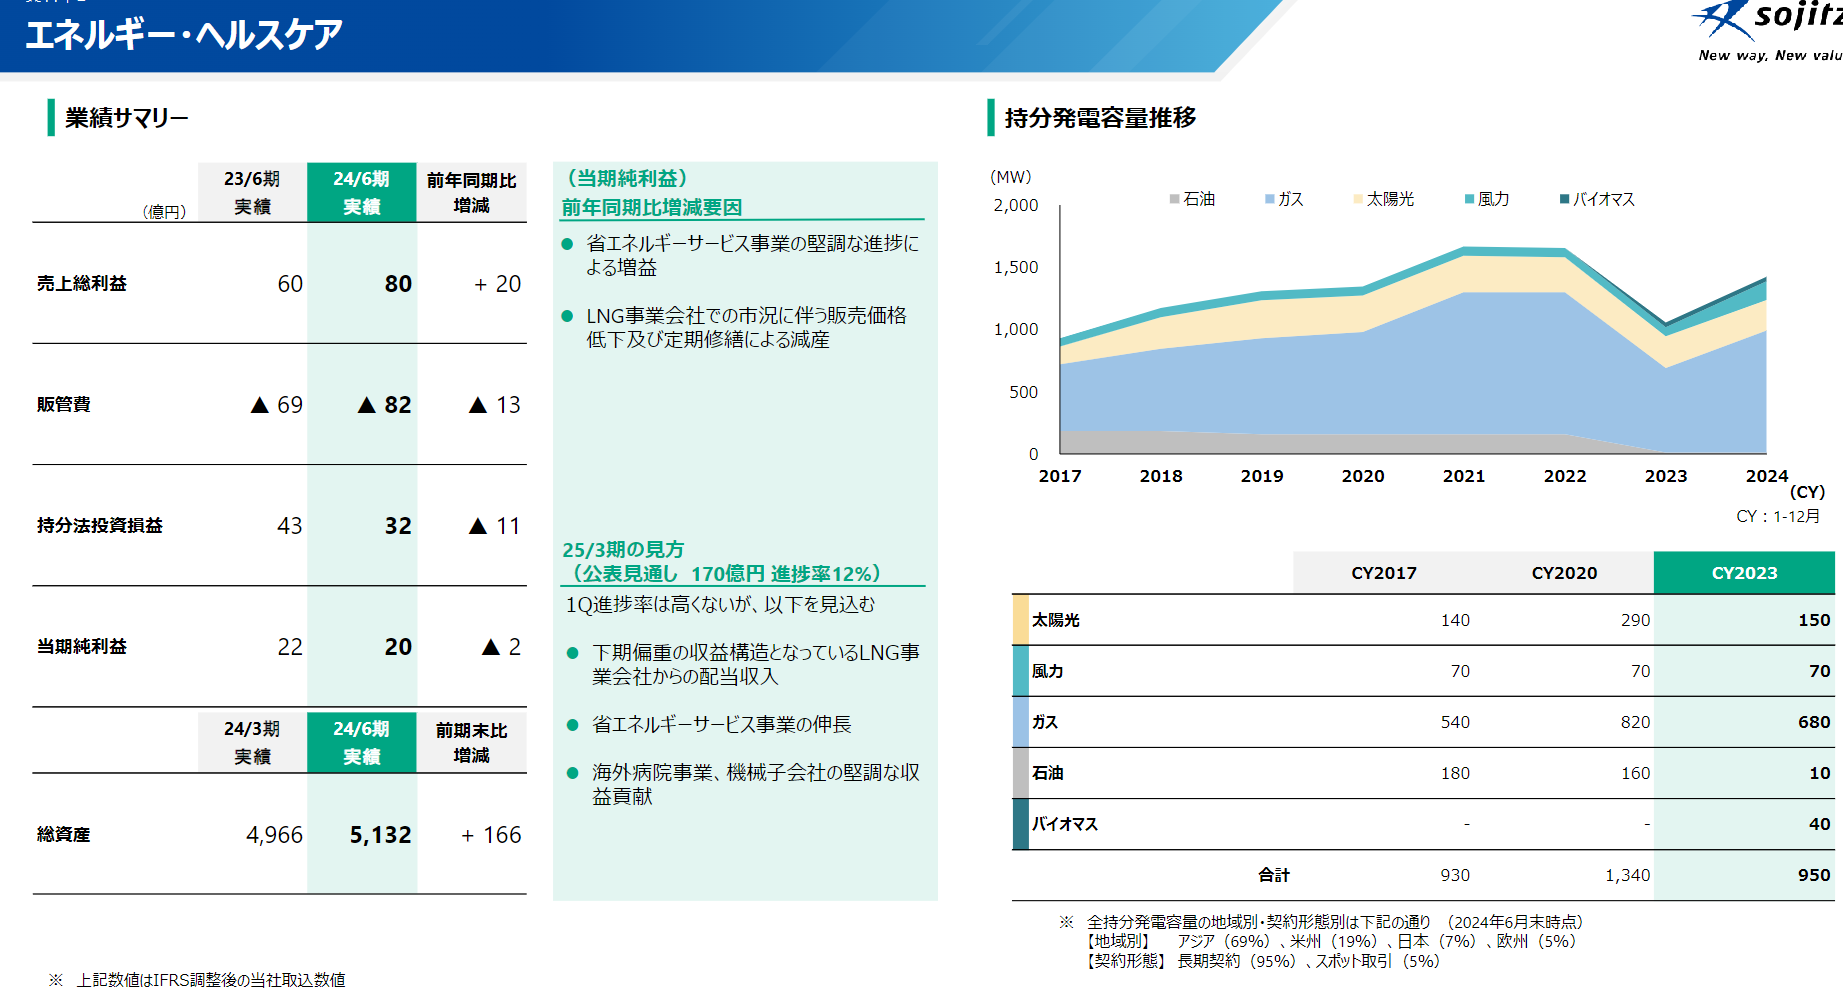 エネルギー・ヘルスケア
sojitz
New way, New valu
業績サマリー
（億円）
23/6期 実績
24/6期 実績
前年同期比 増減
売上総利益 60 80 + 20
販管費 ▲ 69 ▲ 82 ▲ 13
持分法投資損益 43 32 ▲ 11
当期純利益 22 20 ▲ 2
24/3期 実績
24/6期 実績
前期末比 増減
総資産 4,966 5,132 + 166
※ 上記数値はIFRS調整後の当社取込数値
（当期純利益）
前年同期比増減要因
● 省エネルギーサービス事業の堅調な進捗に
よる増益
● LNG事業会社での市況に伴う販売価格
低下及び定期修繕による減産
25/3期の見方
（公表見通し 170億円 進捗率12%）
1Q進捗率は高くないが、以下を見込む
● 下期偏重の収益構造となっているLNG事
業会社からの配当収入
● 省エネルギーサービス事業の伸長
● 海外病院事業、機械子会社の堅調な収
益貢献
持分発電容量推移
（MW）
石油 ガス 太陽光 風力 バイオマス
2,000
1,500
1,000
500
0
2017 2018 2019 2020 2021 2022 2023 2024
（CY）
CY：1-12月
CY2017 CY2020 CY2023
太陽光 140 290 150
風力 70 70 70
ガス 540 820 680
石油 180 160 10
バイオマス - - 40
合計 930 1,340 950
※ 全持分発電容量の地域別・契約形態別は下記の通り （2024年6月末時点）
【地域別】 アジア（69%）、米州（19%）、日本（7%）、欧州（5%）
【契約形態】 長期契約（95%）、スポット取引（5%）